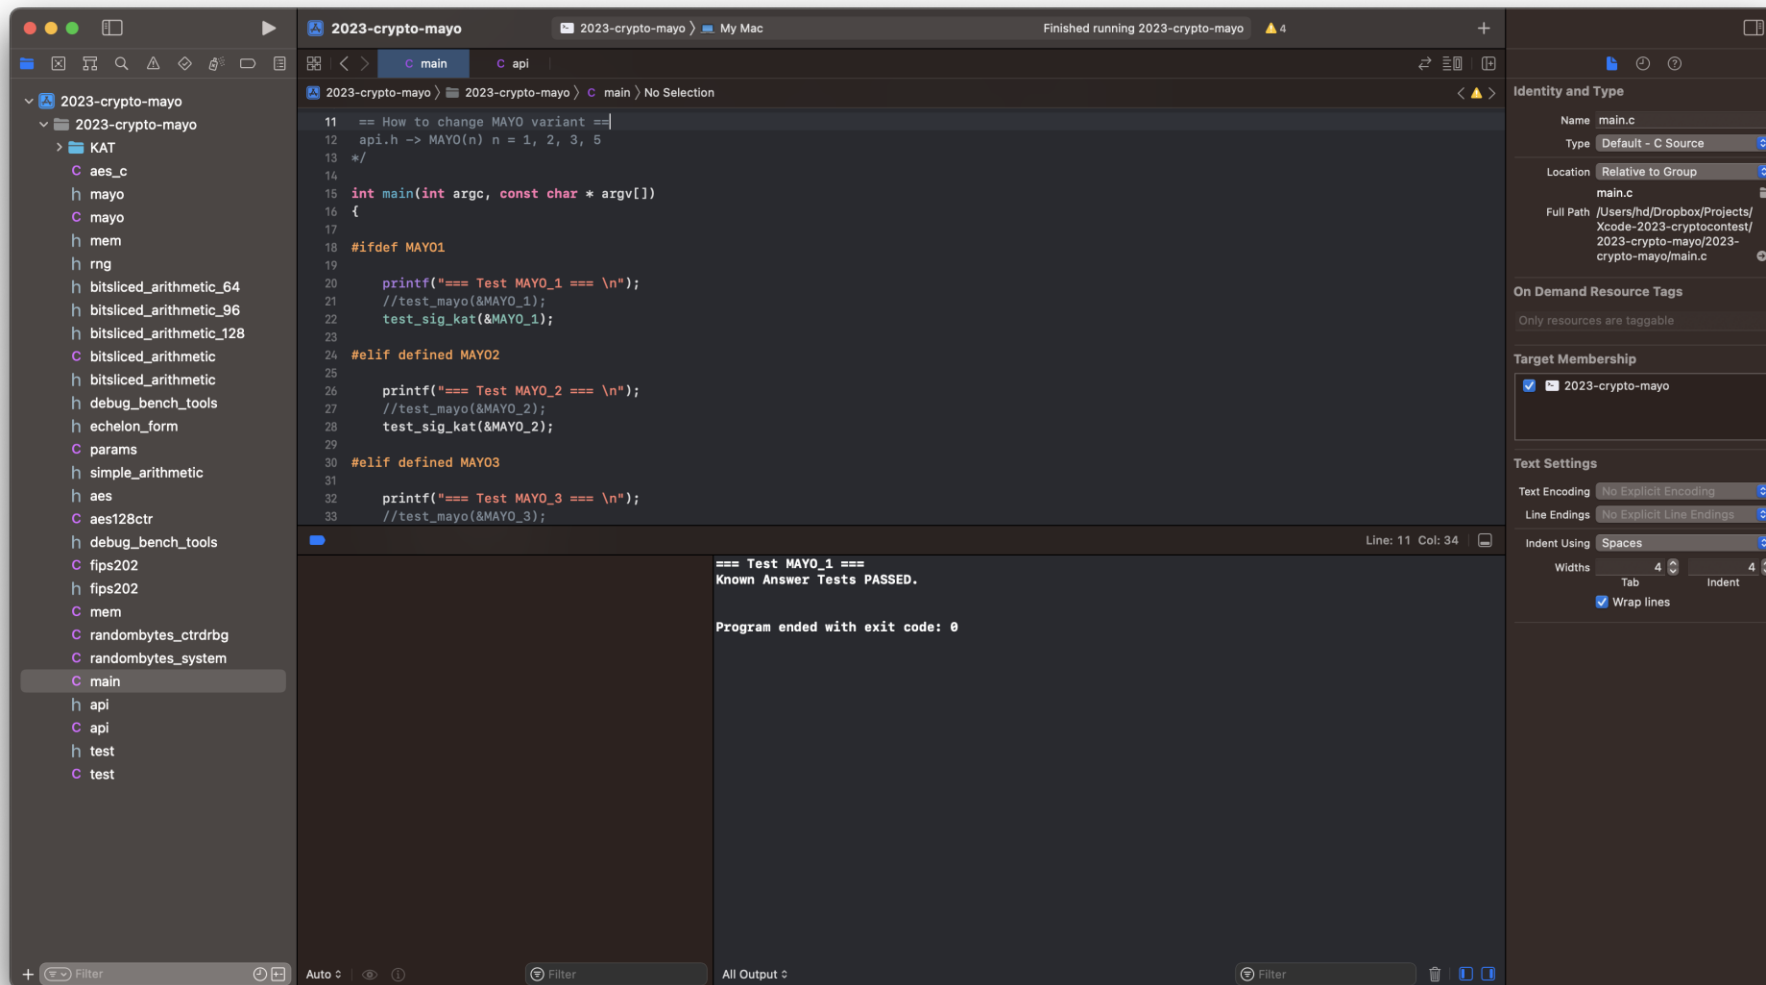 2023-crypto-mayo
2023-crypto-mayo
KAT
C aes_c
h mayo
C mayo
h mem
h rng
h bitsliced_arithmetic_64
h bitsliced_arithmetic_96
h bitsliced_arithmetic_128
C bitsliced_arithmetic
h bitsliced_arithmetic
h debug_bench_tools
h echelon_form
C params
h simple_arithmetic
h aes
C aes128ctr
h debug_bench_tools
C fips202
h fips202
C mem
C randombytes_ctrdrbg
C randombytes_system
C main
h api
C api
h test
C test
Filter
2023-crypto-mayo
2023-crypto-mayo 〉 My Mac
Finished running 2023-crypto-mayo
4
C main
C api
2023-crypto-mayo 〉 2023-crypto-mayo 〉 C main 〉 No Selection
11 == How to change MAYO variant ==
12 api.h -> MAYO(n) n = 1, 2, 3, 5
13 */
14
15 int main(int argc, const char * argv[])
16 {
17
18 #ifdef MAYO1
19
20 printf("=== Test MAYO_1 === \n");
21 //test_mayo(&MAYO_1);
22 test_sig_kat(&MAYO_1);
23
24 #elif defined MAYO2
25
26 printf("=== Test MAYO_2 === \n");
27 //test_mayo(&MAYO_2);
28 test_sig_kat(&MAYO_2);
29
30 #elif defined MAYO3
31
32 printf("=== Test MAYO_3 === \n");
33 //test_mayo(&MAYO_3);
Line: 11 Col: 34
Auto
Filter
=== Test MAYO_1 ===
Known Answer Tests PASSED.
Program ended with exit code: 0
All Output
Filter
Identity and Type
Name main.c
Type Default - C Source
Location Relative to Group
main.c
Full Path /Users/hd/Dropbox/Projects/
Xcode-2023-cryptocontest/
2023-crypto-mayo/2023-
crypto-mayo/main.c
On Demand Resource Tags
Only resources are taggable
Target Membership
2023-crypto-mayo
Text Settings
Text Encoding No Explicit Encoding
Line Endings No Explicit Line Endings
Indent Using Spaces
Widths 4 4
Tab Indent
Wrap lines